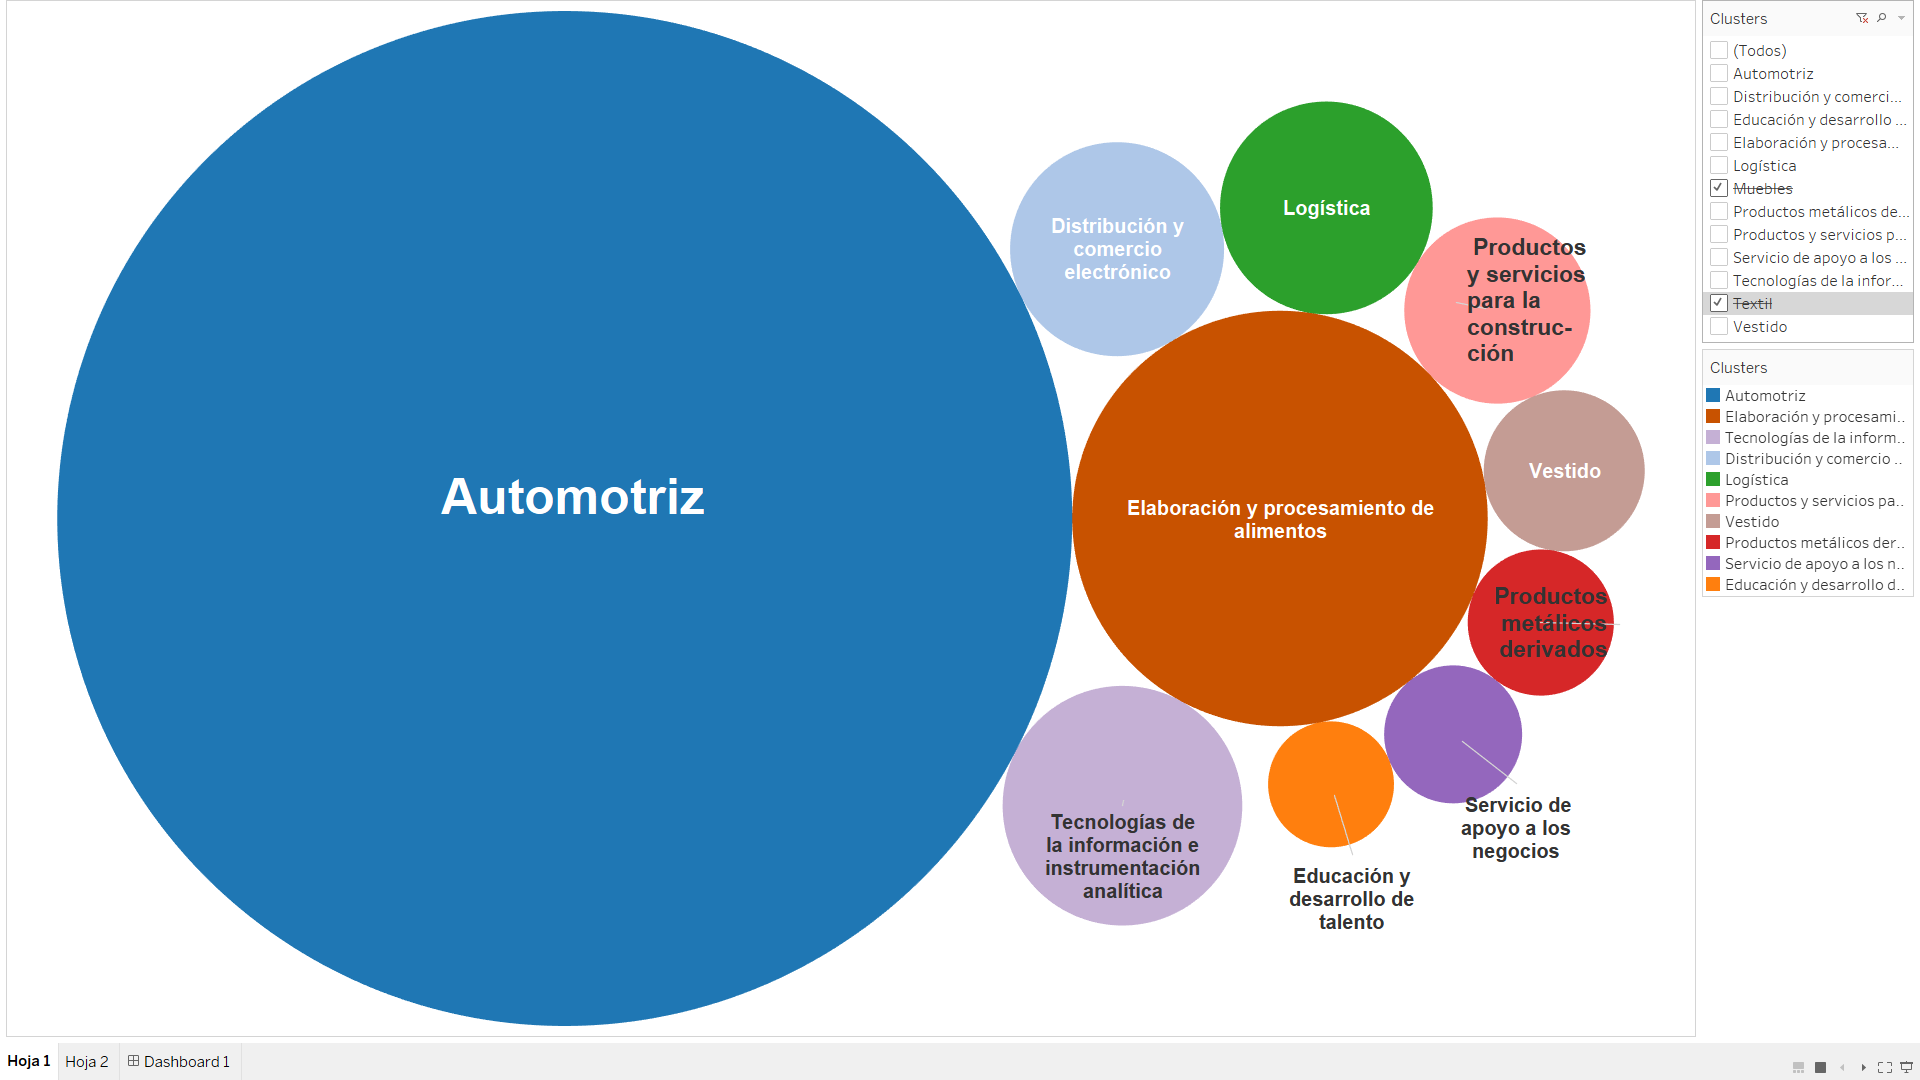 Automotriz
Distribución y
comercio
electrónico
Logística
Productos
y servicios
para la
construc-
ción
Elaboración y procesamiento de
alimentos
Vestido
Productos
metálicos
derivados
Tecnologías de
la información e
instrumentación
analítica
Servicio de
apoyo a los
negocios
Educación y
desarrollo de
talento
Clusters
(Todos)
Automotriz
Distribución y comerci...
Educación y desarrollo ...
Elaboración y procesa...
Logística
Muebles
Productos metálicos de...
Productos y servicios p...
Servicio de apoyo a los ...
Tecnologías de la infor...
Textil
Vestido
Clusters
Automotriz
Elaboración y procesami..
Tecnologías de la inform..
Distribución y comercio ..
Logística
Productos y servicios pa..
Vestido
Productos metálicos der..
Servicio de apoyo a los n..
Educación y desarrollo d..
Hoja 1
Hoja 2
Dashboard 1